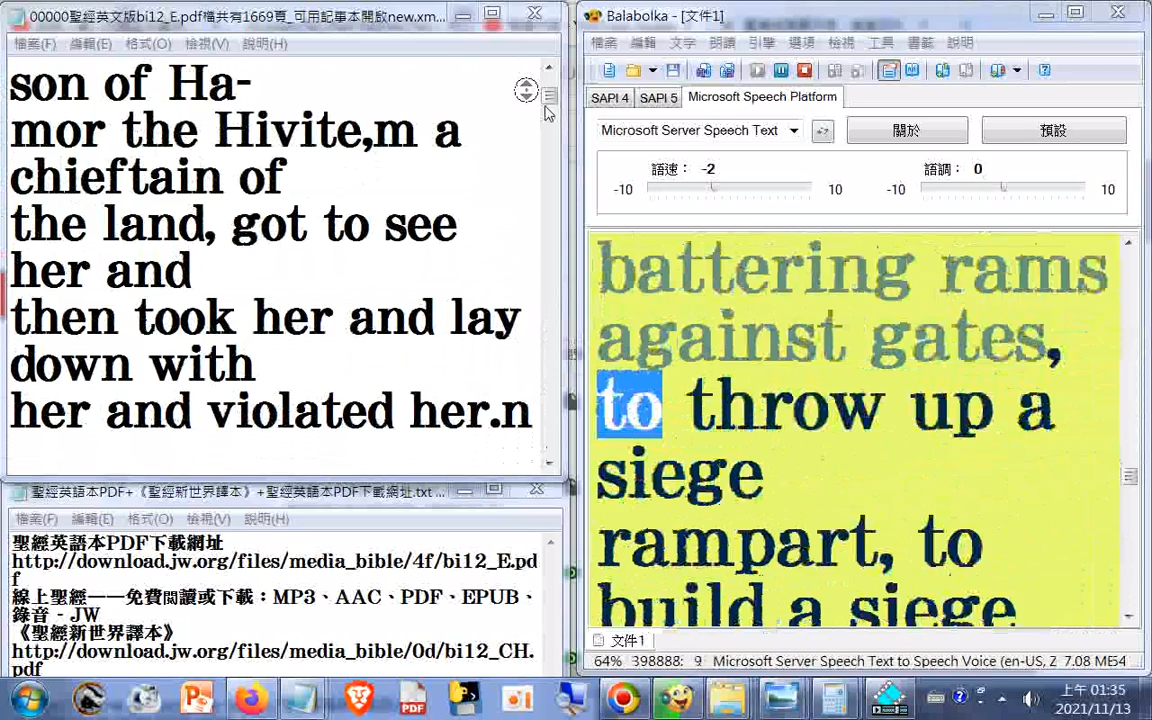 00000聖經英文版bi12_E.pdf檔共有1669頁_可用記事本開啟new.xm...
檔案(F) 編輯(E) 格式(O) 檢視(V) 說明(H)
son of Ha-
mor the Hivite,m a
chieftain of
the land, got to see
her and
then took her and lay
down with
her and violated her.n
聖經英語本PDF+《聖經新世界譯本》+聖經英語本PDF下載網址.txt ...
檔案(F) 編輯(E) 格式(O) 檢視(V) 說明(H)
聖經英語本PDF下載網址
http://download.jw.org/files/media_bible/4f/bi12_E.pd
f
線上聖經——免費閱讀或下載：MP3、AAC、PDF、EPUB、
錄音 - JW
《聖經新世界譯本》
http://download.jw.org/files/media_bible/0d/bi12_CH.
pdf
Balabolka - [文件1]
檔案 編輯 文字 朗讀 引擎 選項 檢視 工具 書籤 說明
SAPI 4 SAPI 5 Microsoft Speech Platform
Microsoft Server Speech Text 關於 預設
語速： -2 語調： 0
-10 10 -10 10
battering rams
against gates,
to throw up a
siege
rampart, to
build a siege
文件1
64% 398888: 9 Microsoft Server Speech Text to Speech Voice (en-US, Z 7.08 ME54
PDF
上午 01:35
2021/11/13